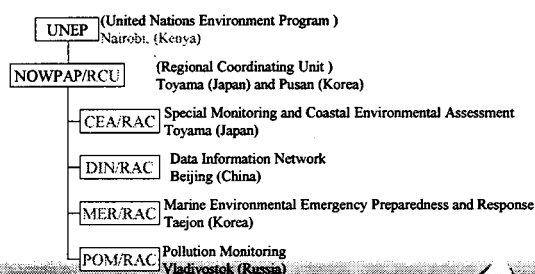 UNEP (United Nations Environment Program )
Nairobi, (Kenya)
NOWPAP/RCU (Regional Coordinating Unit )
Toyama (Japan) and Pusan (Korea)
CEA/RAC Special Monitoring and Coastal Environmental Assessment
Toyama (Japan)
DIN/RAC Data Information Network
Beijing (China)
MER/RAC Marine Environmental Emergency Preparedness and Response
Taejon (Korea)
POM/RAC Pollution Monitoring
Vladivostok (Russia)